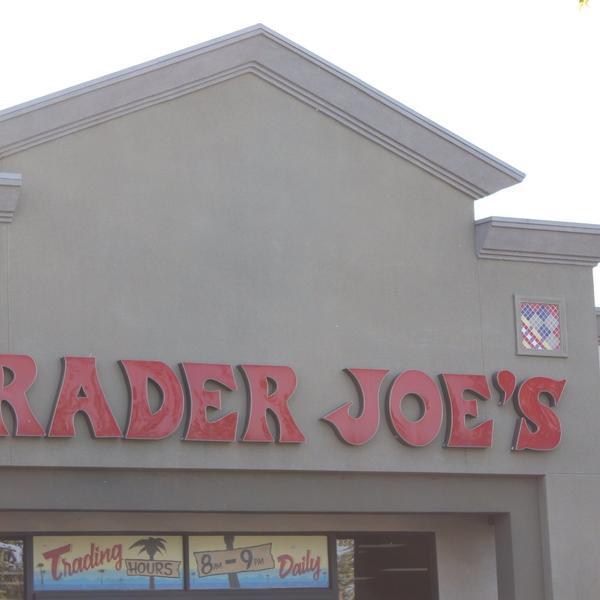 RADER JOE'S
Trading HOURS 8AM - 9PM Daily